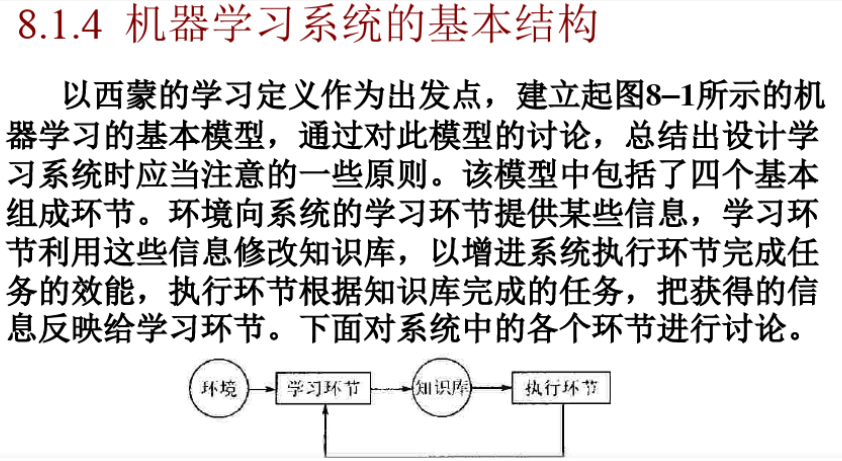 8.1.4 机器学习系统的基本结构
以西蒙的学习定义作为出发点，建立起图8-1所示的机
器学习的基本模型，通过对此模型的讨论，总结出设计学
习系统时应当注意的一些原则。该模型中包括了四个基本
组成环节。环境向系统的学习环节提供某些信息，学习环
节利用这些信息修改知识库，以增进系统执行环节完成任
务的效能，执行环节根据知识库完成的任务，把获得的信
息反映给学习环节。下面对系统中的各个环节进行讨论。
环境 学习环节 知识库 执行环节